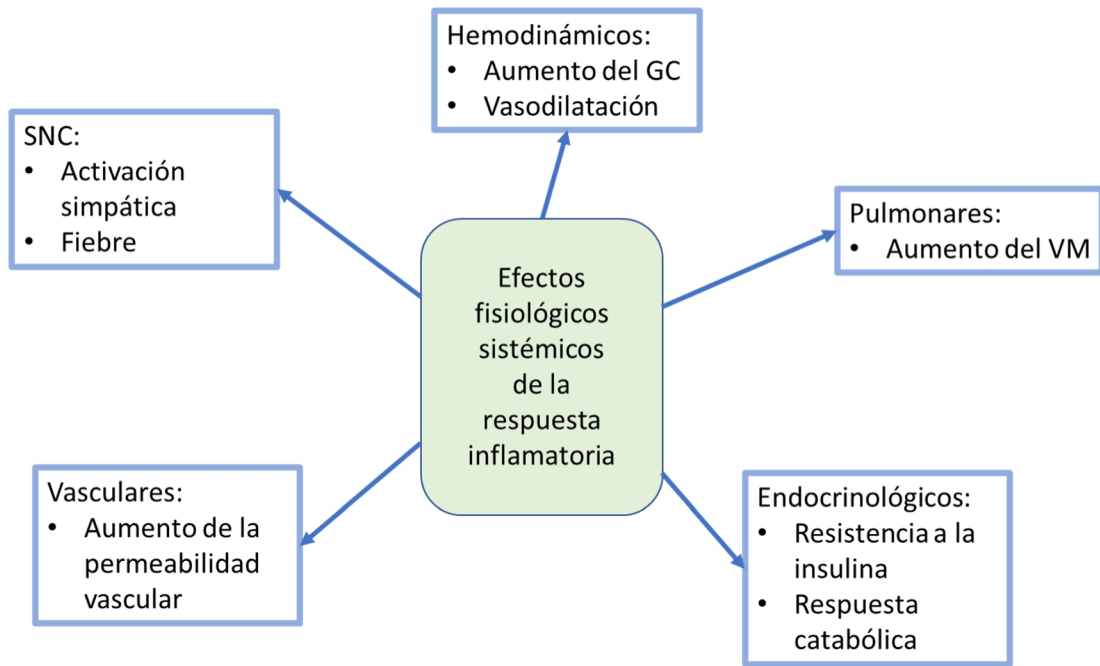 Hemodinámicos:
• Aumento del GC
• Vasodilatación
SNC:
• Activación
simpática
• Fiebre
Pulmonares:
• Aumento del VM
Efectos
fisiológicos
sistémicos
de la
respuesta
inflamatoria
Vasculares:
• Aumento de la
permeabilidad
vascular
Endocrinológicos:
• Resistencia a la
insulina
• Respuesta
catabólica